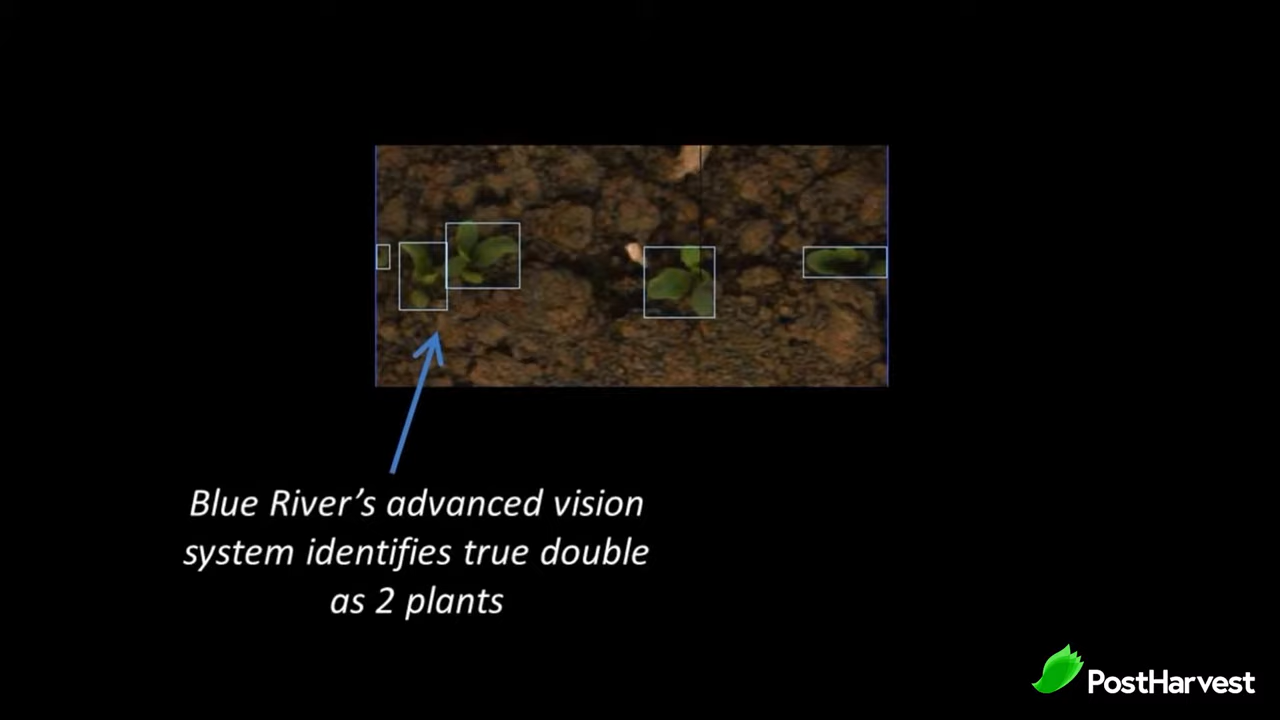 Blue River’s advanced vision
system identifies true double
as 2 plants
PostHarvest